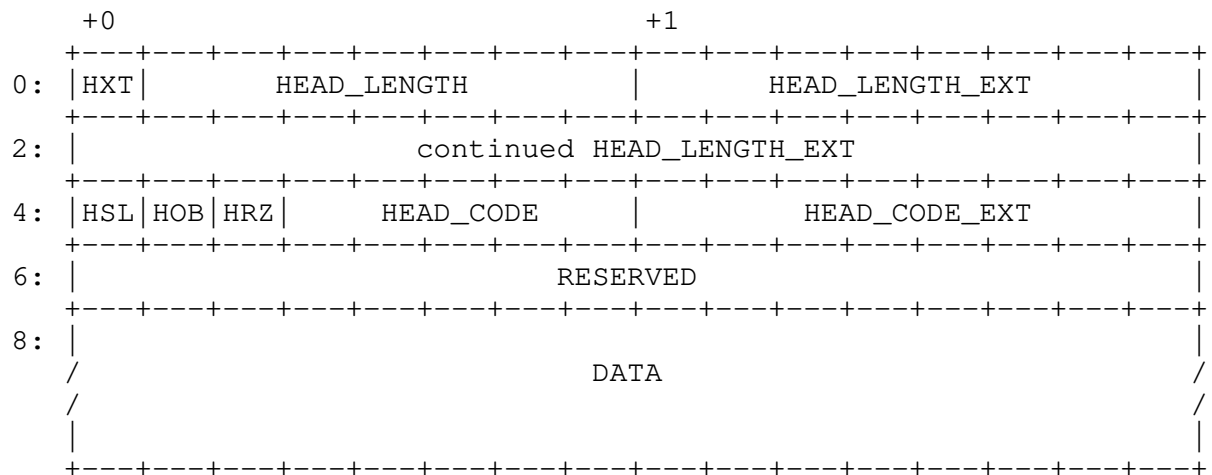 +0 +1
+---+---+---+---+---+---+---+---+---+---+---+---+---+---+---+---+
0: |HXT| HEAD_LENGTH | HEAD_LENGTH_EXT |
+---+---+---+---+---+---+---+---+---+---+---+---+---+---+---+---+
2: | continued HEAD_LENGTH_EXT |
+---+---+---+---+---+---+---+---+---+---+---+---+---+---+---+---+
4: |HSL|HOB|HRZ| HEAD_CODE | HEAD_CODE_EXT |
+---+---+---+---+---+---+---+---+---+---+---+---+---+---+---+---+
6: | RESERVED |
+---+---+---+---+---+---+---+---+---+---+---+---+---+---+---+---+
8: | |
/ DATA /
/ /
| |
+---+---+---+---+---+---+---+---+---+---+---+---+---+---+---+---+